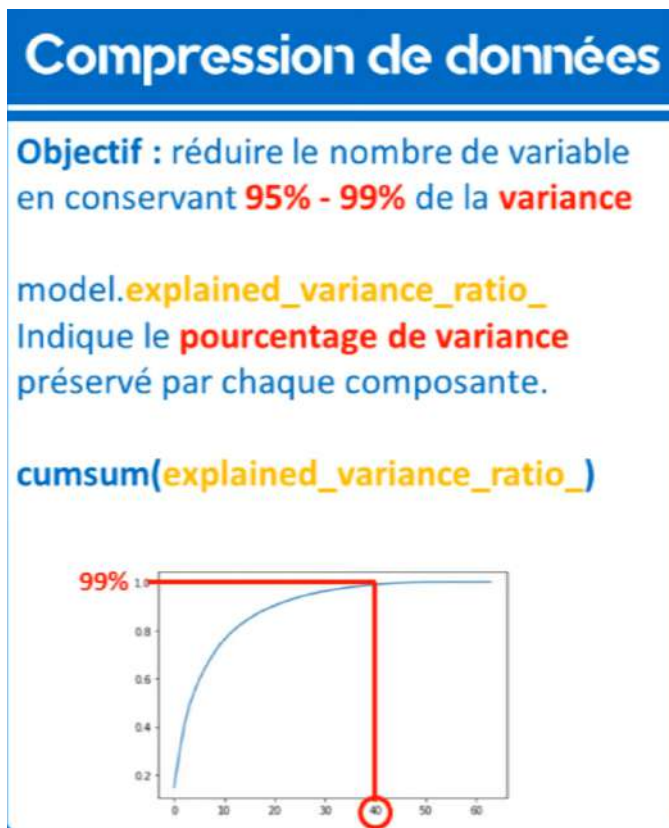 Compression de données
Objectif : réduire le nombre de variable
en conservant 95% - 99% de la variance
model.explained_variance_ratio_
Indique le pourcentage de variance
préservé par chaque composante.
cumsum(explained_variance_ratio_)
99% 1.0
0.8
0.6
0.4
0.2
0 10 20 30 40 50 60